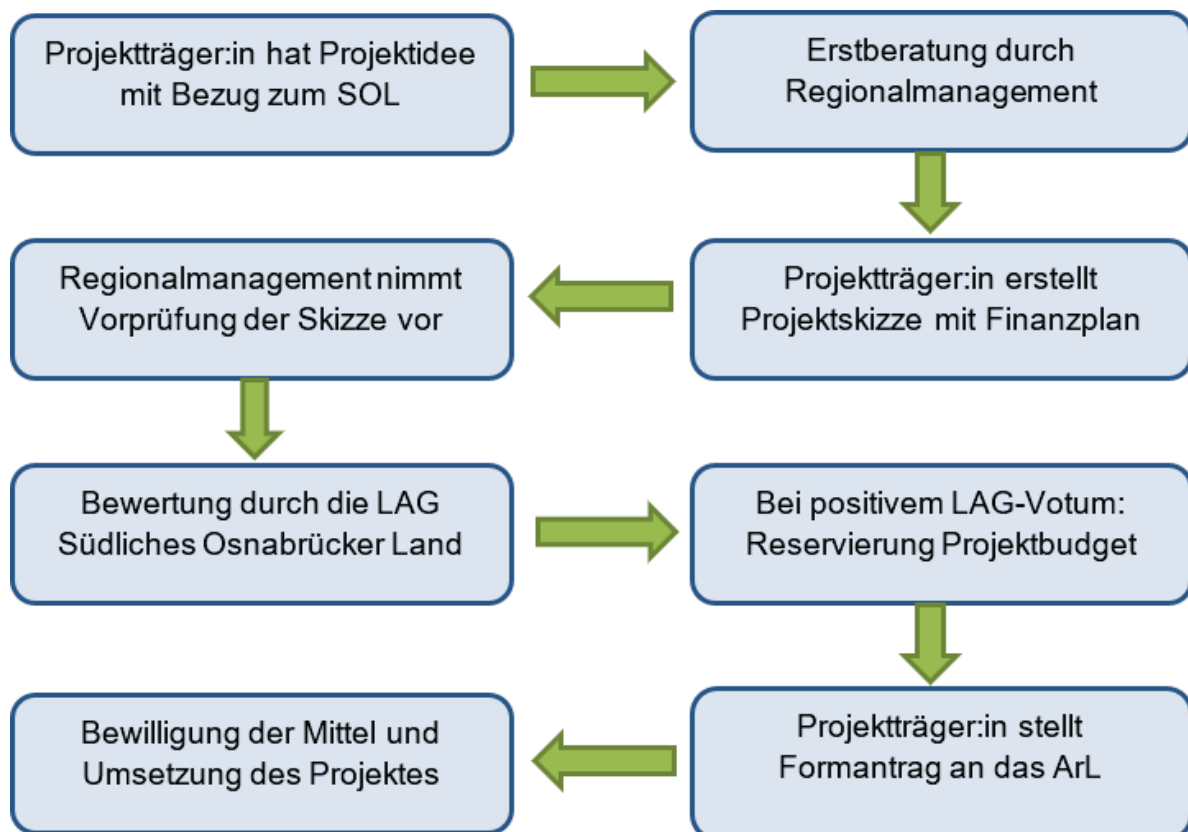 Projektträger:in hat Projektidee
mit Bezug zum SOL
Erstberatung durch
Regionalmanagement
Projektträger:in erstellt
Projektskizze mit Finanzplan
Regionalmanagement nimmt
Vorprüfung der Skizze vor
Bewertung durch die LAG
Südliches Osnabrücker Land
Bei positivem LAG-Votum:
Reservierung Projektbudget
Projektträger:in stellt
Formantrag an das ArL
Bewilligung der Mittel und
Umsetzung des Projektes